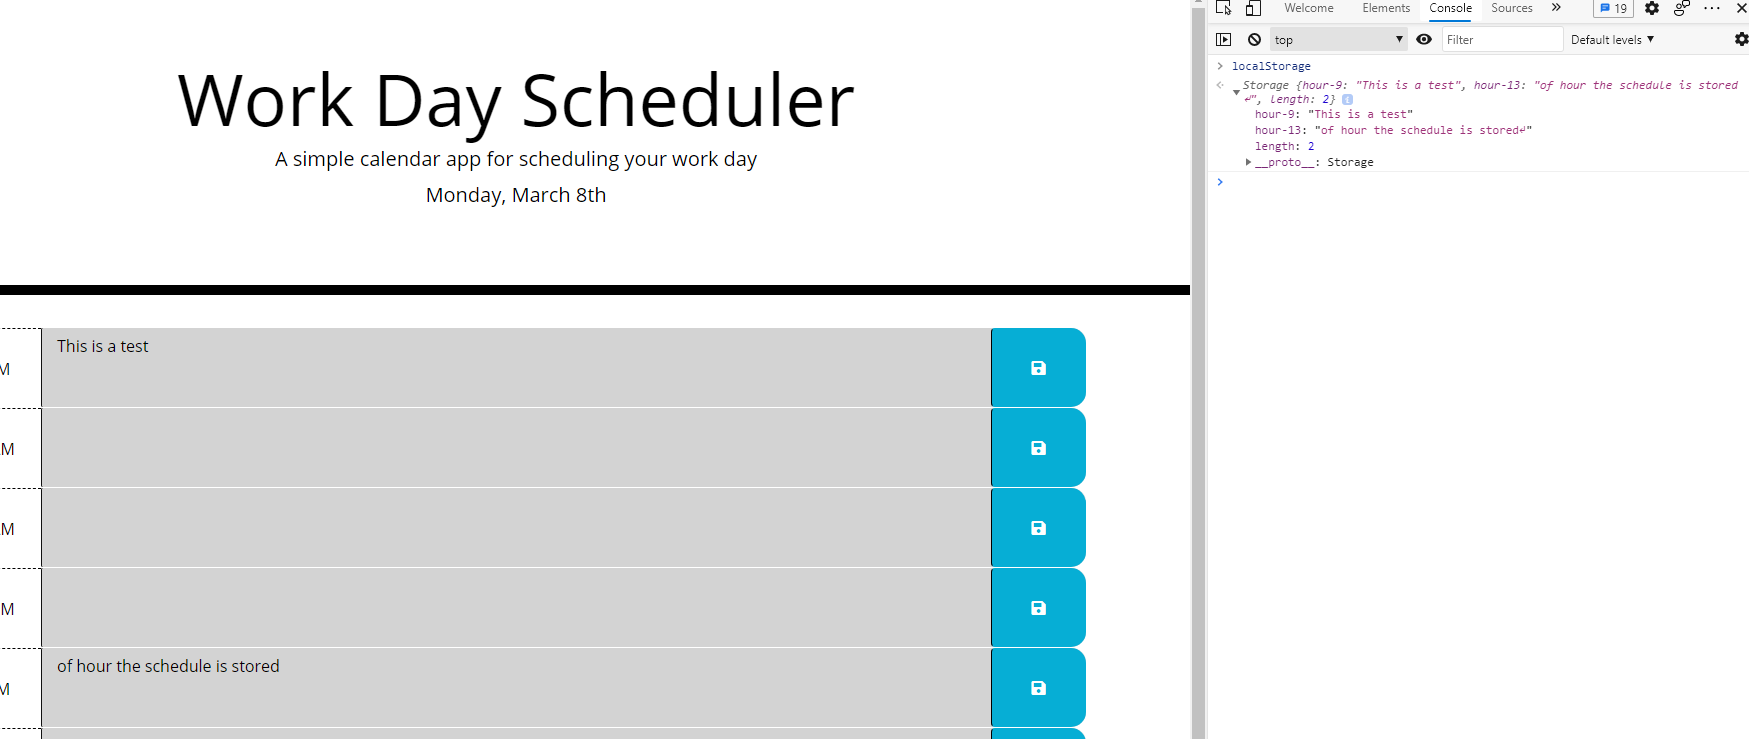 Work Day Scheduler
A simple calendar app for scheduling your work day
Monday, March 8th
M
This is a test
M
M
M
M
of hour the schedule is stored
Welcome Elements Console Sources » 19
top Filter Default levels
localStorage
Storage {hour-9: "This is a test", hour-13: "of hour the schedule is stored
↵", length: 2} i
hour-9: "This is a test"
hour-13: "of hour the schedule is stored↵"
length: 2
__proto__: Storage